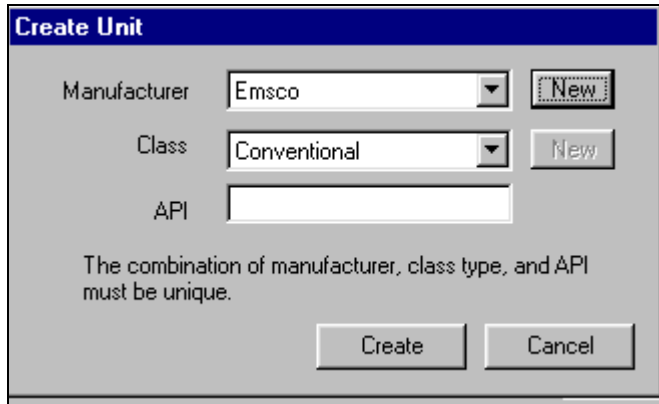 Create Unit
Manufacturer Emsco New
Class Conventional New
API
The combination of manufacturer, class type, and API
must be unique.
Create Cancel